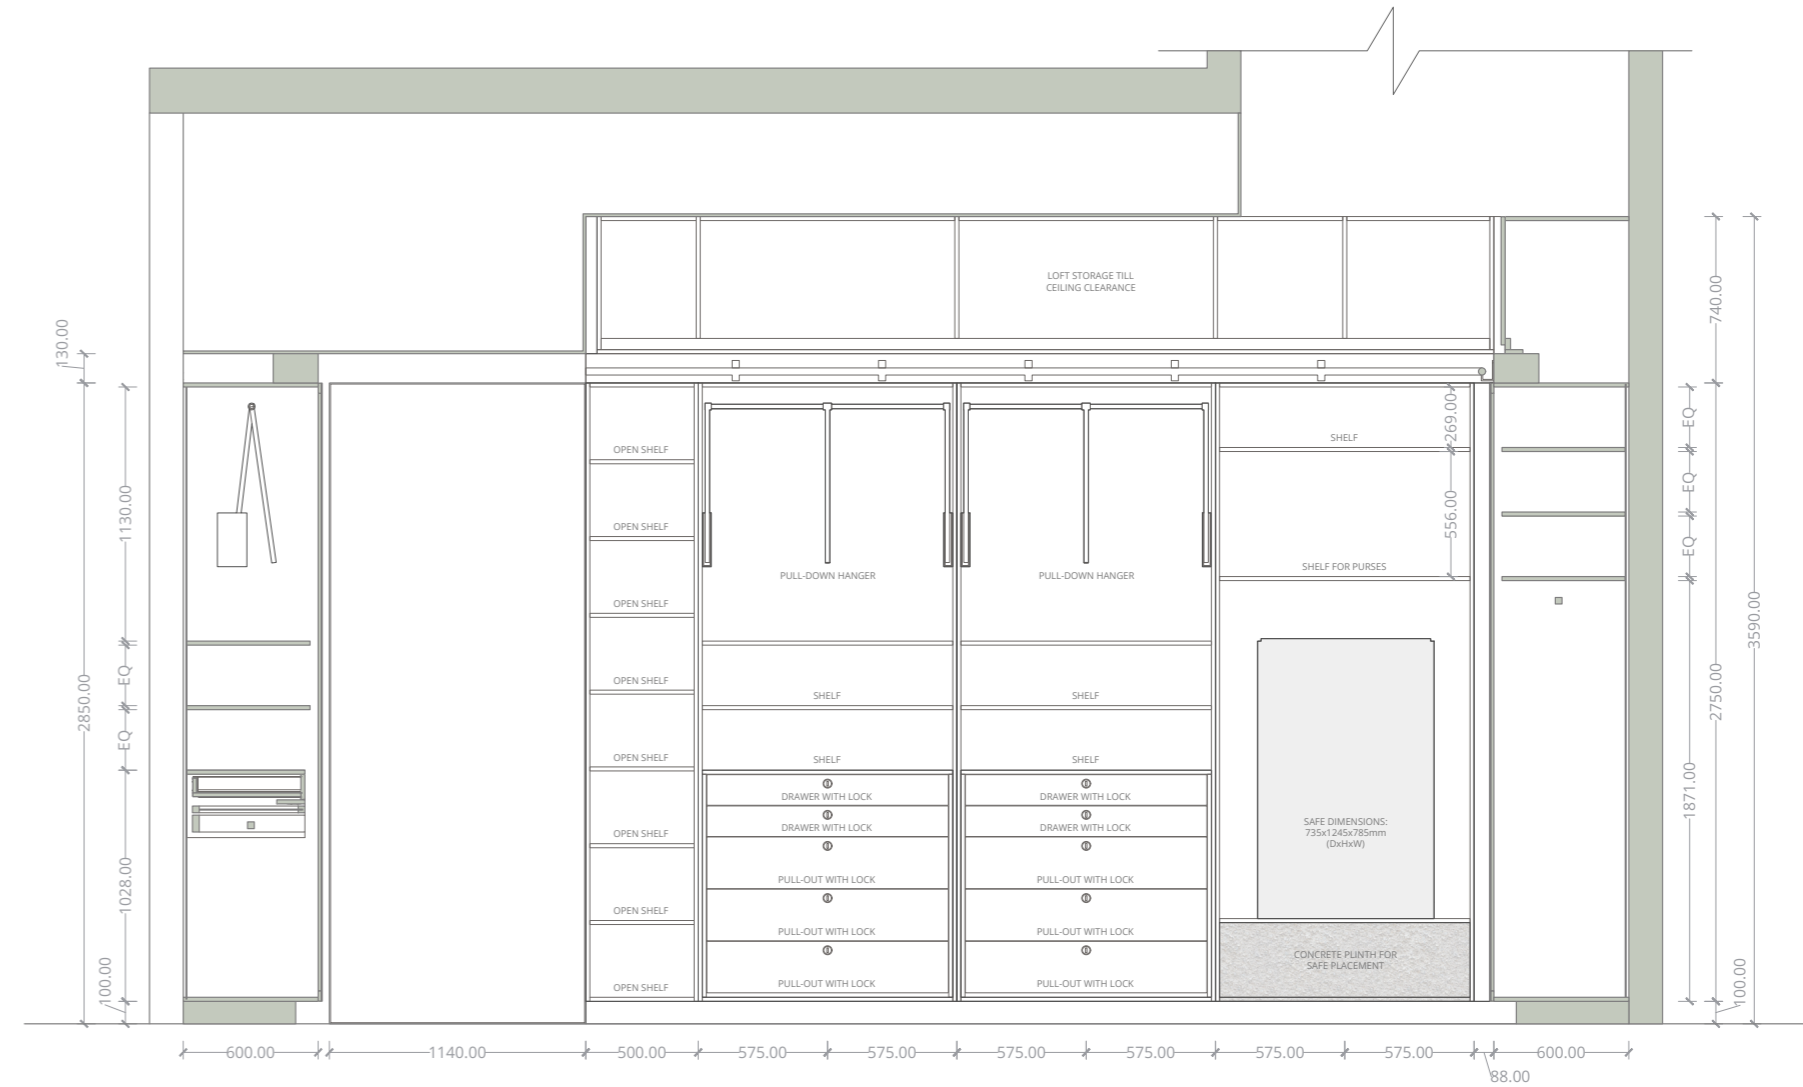 LOFT STORAGE TILL
CEILING CLEARANCE
130.00
740.00
269.00
EQ
OPEN SHELF
SHELF
1130.00
EQ
556.00
OPEN SHELF
EQ
PULL-DOWN HANGER
PULL-DOWN HANGER
SHELF FOR PURSES
OPEN SHELF
3590.00
EQ
OPEN SHELF
SHELF
SHELF
2850.00
2750.00
EQ
OPEN SHELF
SHELF
SHELF
1871.00
DRAWER WITH LOCK
DRAWER WITH LOCK
DRAWER WITH LOCK
DRAWER WITH LOCK
OPEN SHELF
SAFE DIMENSIONS:
735x1245x785mm
(DxHxW)
1028.00
PULL-OUT WITH LOCK
PULL-OUT WITH LOCK
OPEN SHELF
PULL-OUT WITH LOCK
PULL-OUT WITH LOCK
CONCRETE PLINTH FOR
SAFE PLACEMENT
100.00
OPEN SHELF
PULL-OUT WITH LOCK
PULL-OUT WITH LOCK
100.00
600.00
1140.00
500.00
575.00
575.00
575.00
575.00
575.00
575.00
88.00
600.00